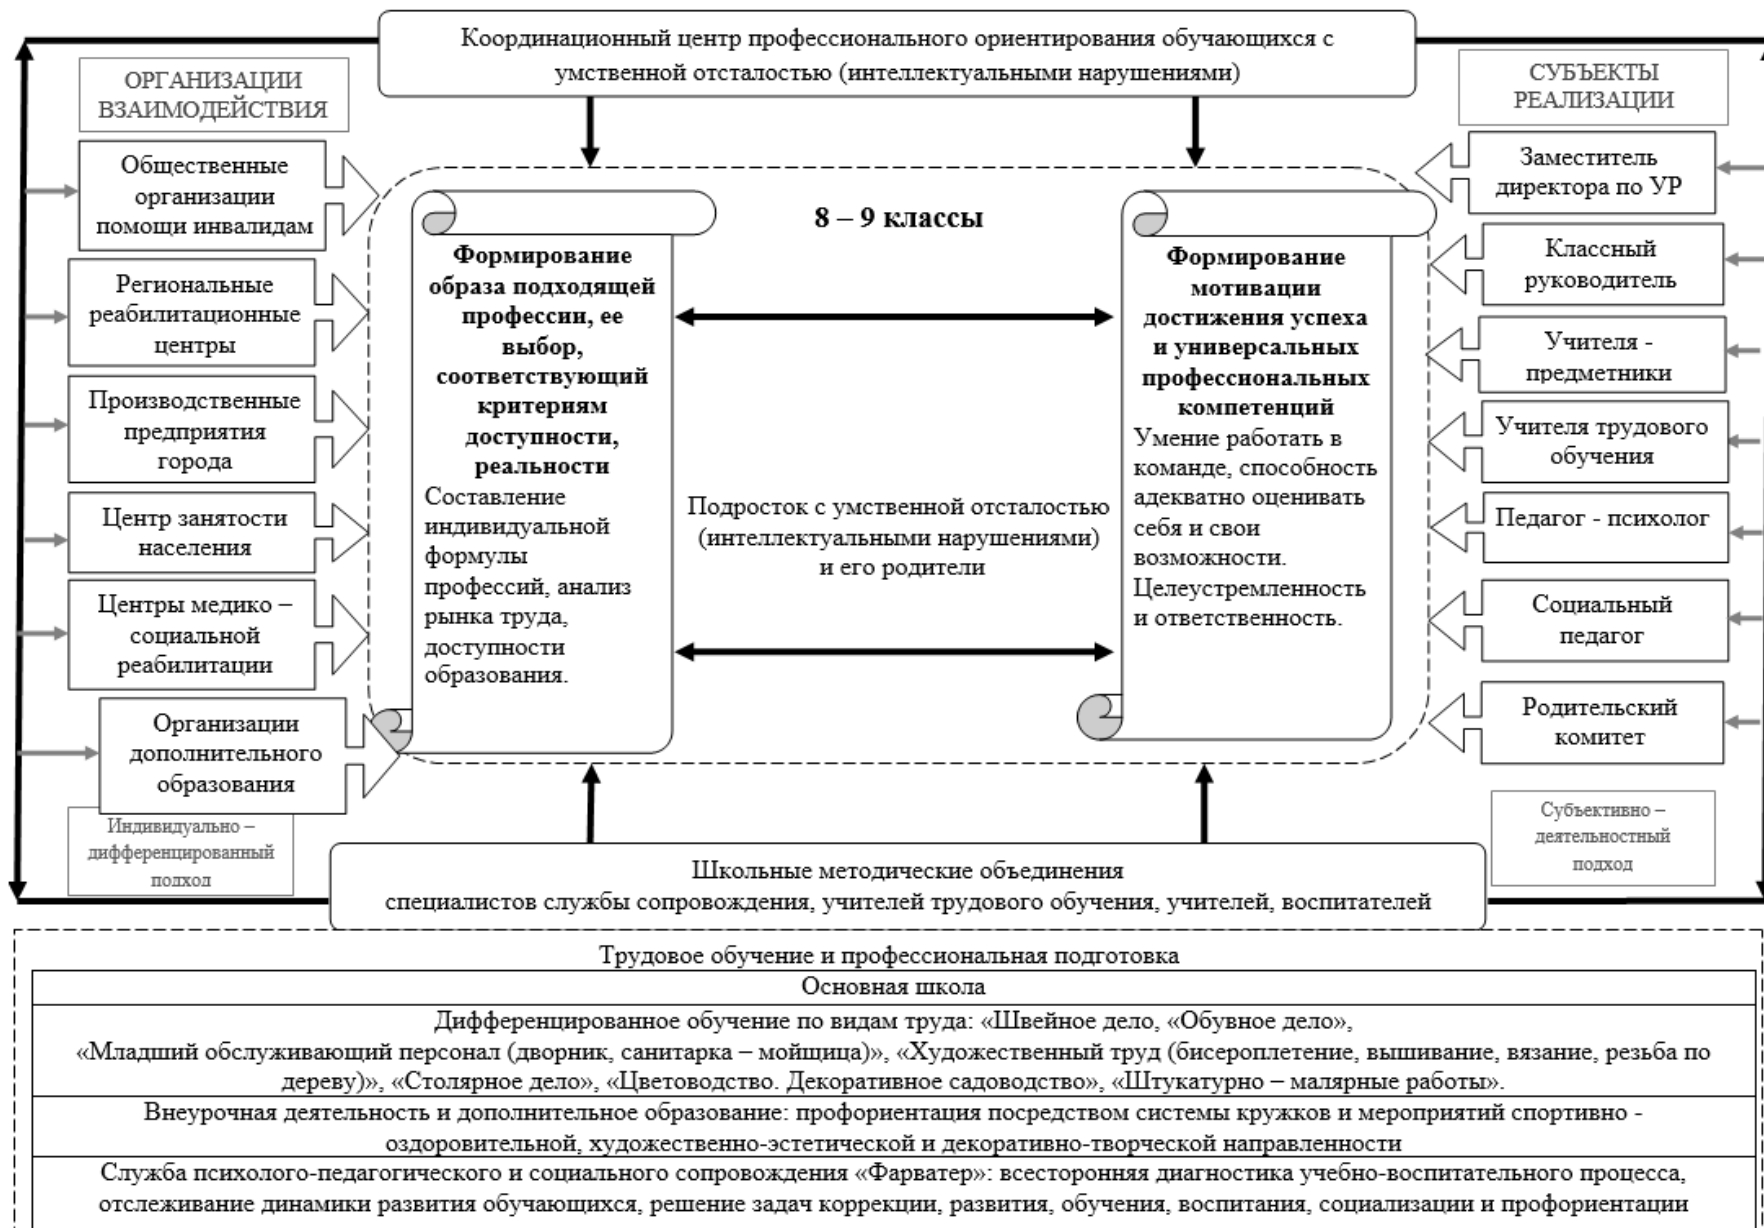 Координационный центр профессионального ориентирования обучающихся с
умственной отсталостью (интеллектуальными нарушениями)
ОРГАНИЗАЦИИ
ВЗАИМОДЕЙСТВИЯ
Общественные
организации
помощи инвалидам
Региональные
реабилитационные
центры
Производственные
предприятия
города
Центр занятости
населения
Центры медико –
социальной
реабилитации
Организации
дополнительного
образования
Индивидуально –
дифференцированный
подход
8 – 9 классы
Формирование
образа подходящей
профессии, ее
выбор,
соответствующий
критериям
доступности,
реальности
Составление
индивидуальной
формулы
профессий, анализ
рынка труда,
доступности
образования.
Подросток с умственной отсталостью
(интеллектуальными нарушениями)
и его родители
Формирование
мотивации
достижения успеха
и универсальных
профессиональных
компетенций
Умение работать в
команде, способность
адекватно оценивать
себя и свои
возможности.
Целеустремленность
и ответственность.
СУБЪЕКТЫ
РЕАЛИЗАЦИИ
Заместитель
директора по УР
Классный
руководитель
Учителя -
предметники
Учителя трудового
обучения
Педагог - психолог
Социальный
педагог
Родительский
комитет
Субъективно –
деятельностный
подход
Школьные методические объединения
специалистов службы сопровождения, учителей трудового обучения, учителей, воспитателей
Трудовое обучение и профессиональная подготовка
Основная школа
Дифференцированное обучение по видам труда: «Швейное дело, «Обувное дело»,
«Младший обслуживающий персонал (дворник, санитарка – мойщица)», «Художественный труд (бисероплетение, вышивание, вязание, резьба по
дереву)», «Столярное дело», «Цветоводство. Декоративное садоводство», «Штукатурно – малярные работы».
Внеурочная деятельность и дополнительное образование: профориентация посредством системы кружков и мероприятий спортивно -
оздоровительной, художественно-эстетической и декоративно-творческой направленности
Служба психолого-педагогического и социального сопровождения «Фарватер»: всесторонняя диагностика учебно-воспитательного процесса,
отслеживание динамики развития обучающихся, решение задач коррекции, развития, обучения, воспитания, социализации и профориентации